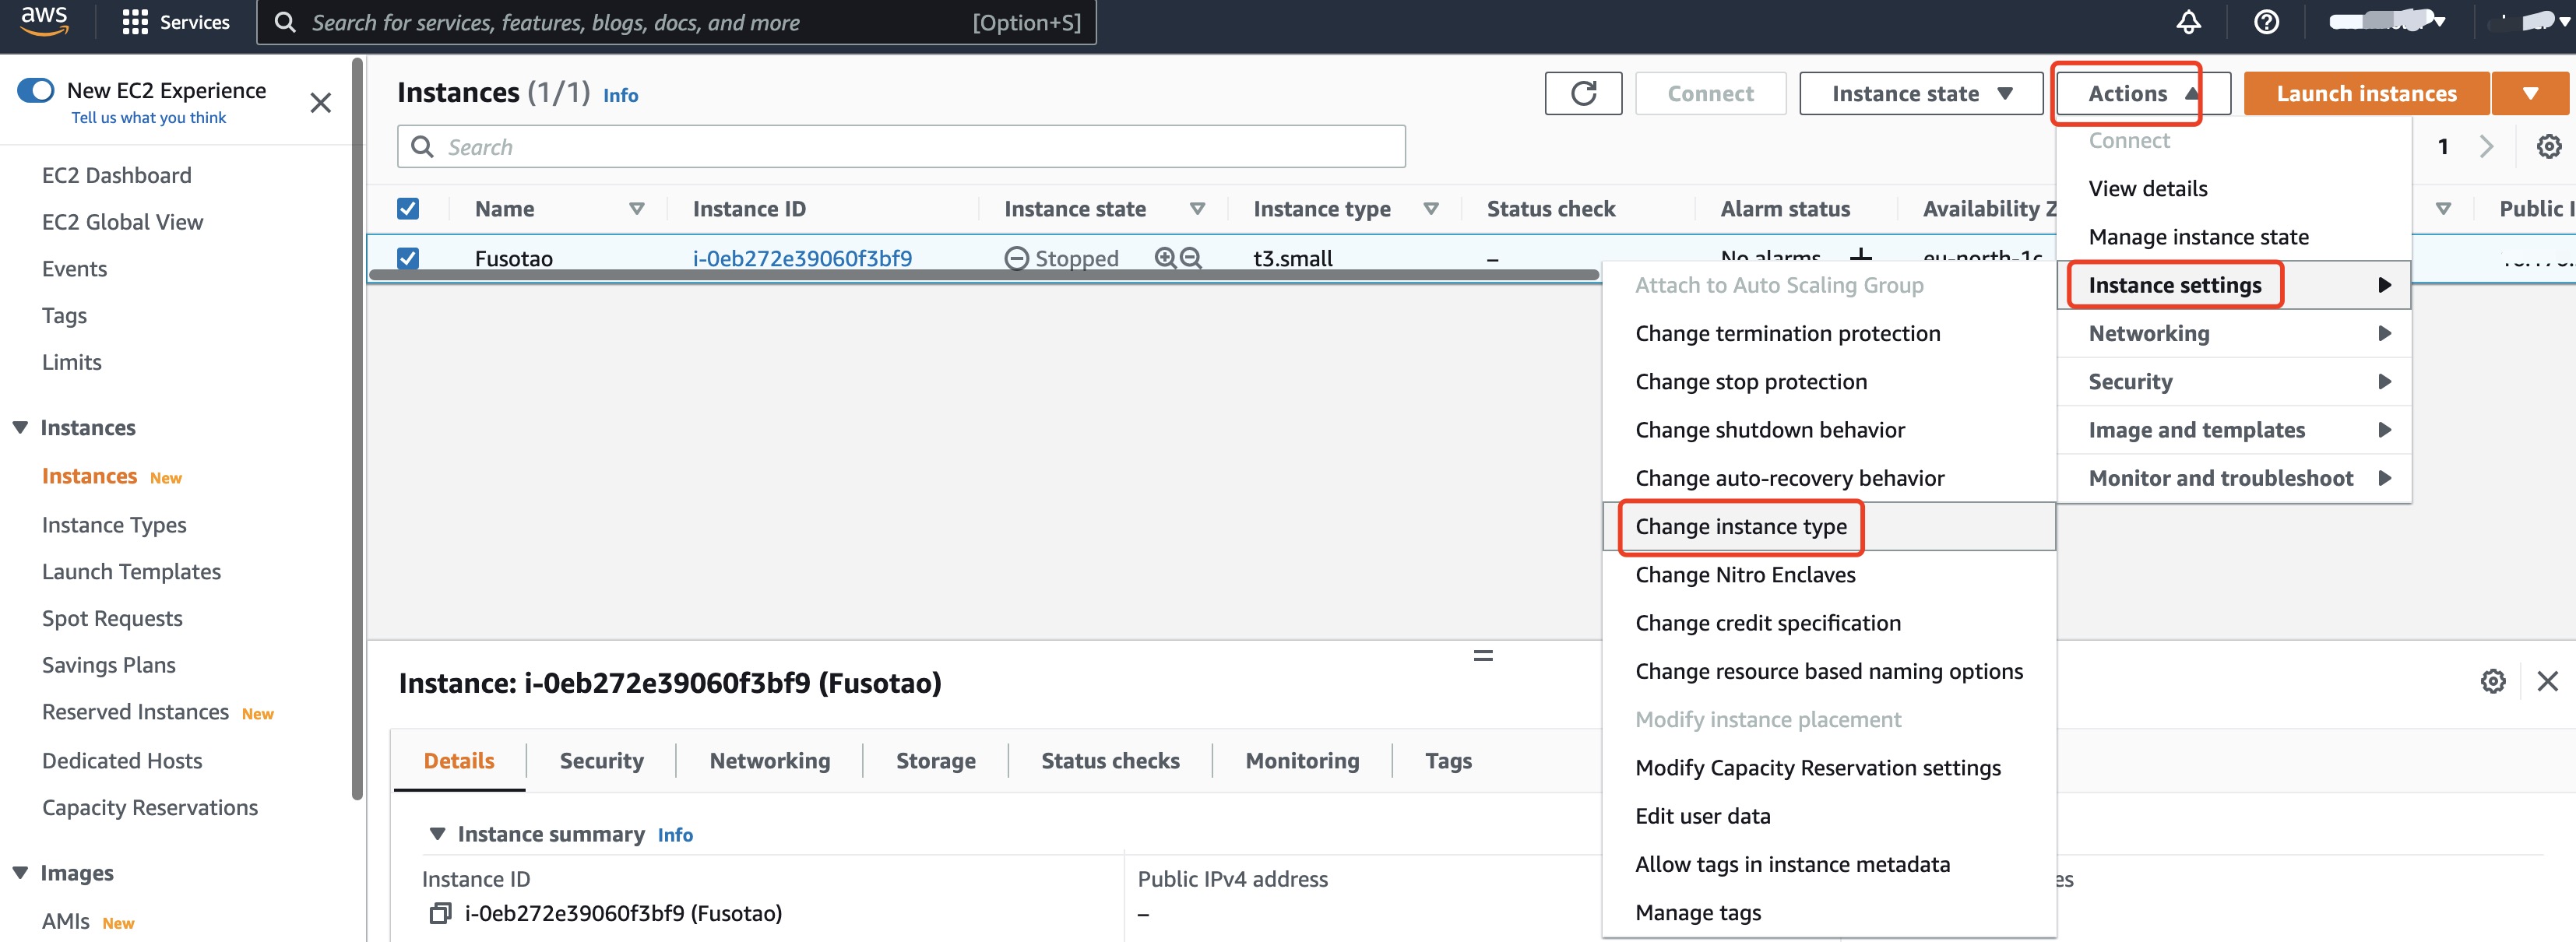 aws
Services
Search for services, features, blogs, docs, and more
[Option+S]
New EC2 Experience
Tell us what you think
EC2 Dashboard
EC2 Global View
Events
Tags
Limits
Instances
Instances New
Instance Types
Launch Templates
Spot Requests
Savings Plans
Reserved Instances New
Dedicated Hosts
Capacity Reservations
Images
AMIs New
Instances (1/1) Info
Connect
Instance state
Actions
Launch instances
Search
1
Name
Instance ID
Instance state
Instance type
Status check
Alarm status
Availability Z
Public I
Fusotao
i-0eb272e39060f3bf9
Stopped
t3.small
–
No alarms
eu-north-1c
Connect
View details
Manage instance state
Instance settings
Networking
Security
Image and templates
Monitor and troubleshoot
Attach to Auto Scaling Group
Change termination protection
Change stop protection
Change shutdown behavior
Change auto-recovery behavior
Change instance type
Change Nitro Enclaves
Change credit specification
Change resource based naming options
Modify instance placement
Modify Capacity Reservation settings
Edit user data
Allow tags in instance metadata
Manage tags
Instance: i-0eb272e39060f3bf9 (Fusotao)
Details
Security
Networking
Storage
Status checks
Monitoring
Tags
Instance summary Info
Instance ID
i-0eb272e39060f3bf9 (Fusotao)
Public IPv4 address
–
es